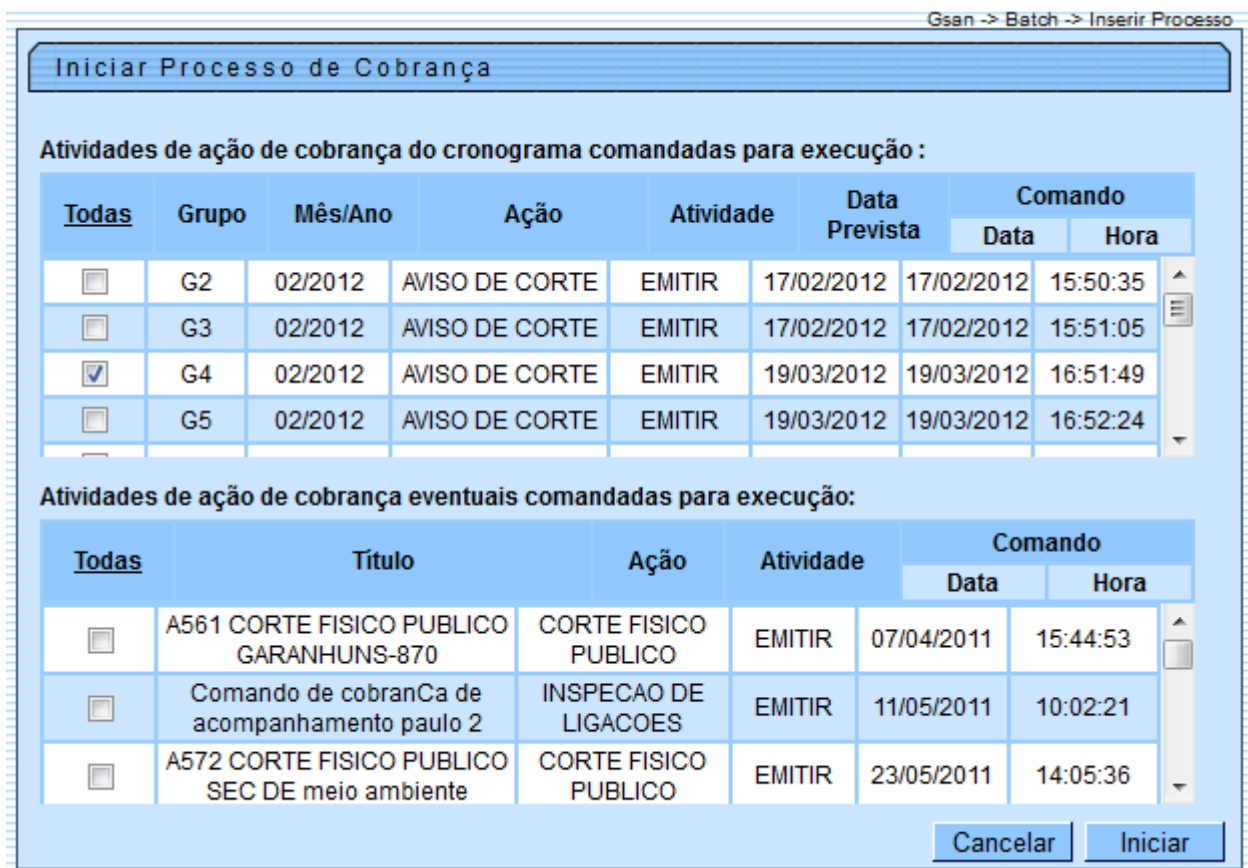 Gsan -> Batch -> Inserir Processo
Iniciar Processo de Cobrança
Atividades de ação de cobrança do cronograma comandadas para execução :
Todas Grupo Mês/Ano Ação Atividade Data Prevista Comando
Data Hora
G2 02/2012 AVISO DE CORTE EMITIR 17/02/2012 17/02/2012 15:50:35
G3 02/2012 AVISO DE CORTE EMITIR 17/02/2012 17/02/2012 15:51:05
G4 02/2012 AVISO DE CORTE EMITIR 19/03/2012 19/03/2012 16:51:49
G5 02/2012 AVISO DE CORTE EMITIR 19/03/2012 19/03/2012 16:52:24
Atividades de ação de cobrança eventuais comandadas para execução:
Todas Título Ação Atividade Comando
Data Hora
A561 CORTE FISICO PUBLICO CORTE FISICO
GARANHUNS-870 PUBLICO EMITIR 07/04/2011 15:44:53
Comando de cobranCa de INSPECAO DE
acompanhamento paulo 2 LIGACOES EMITIR 11/05/2011 10:02:21
A572 CORTE FISICO PUBLICO CORTE FISICO
SEC DE meio ambiente PUBLICO EMITIR 23/05/2011 14:05:36
Cancelar Iniciar